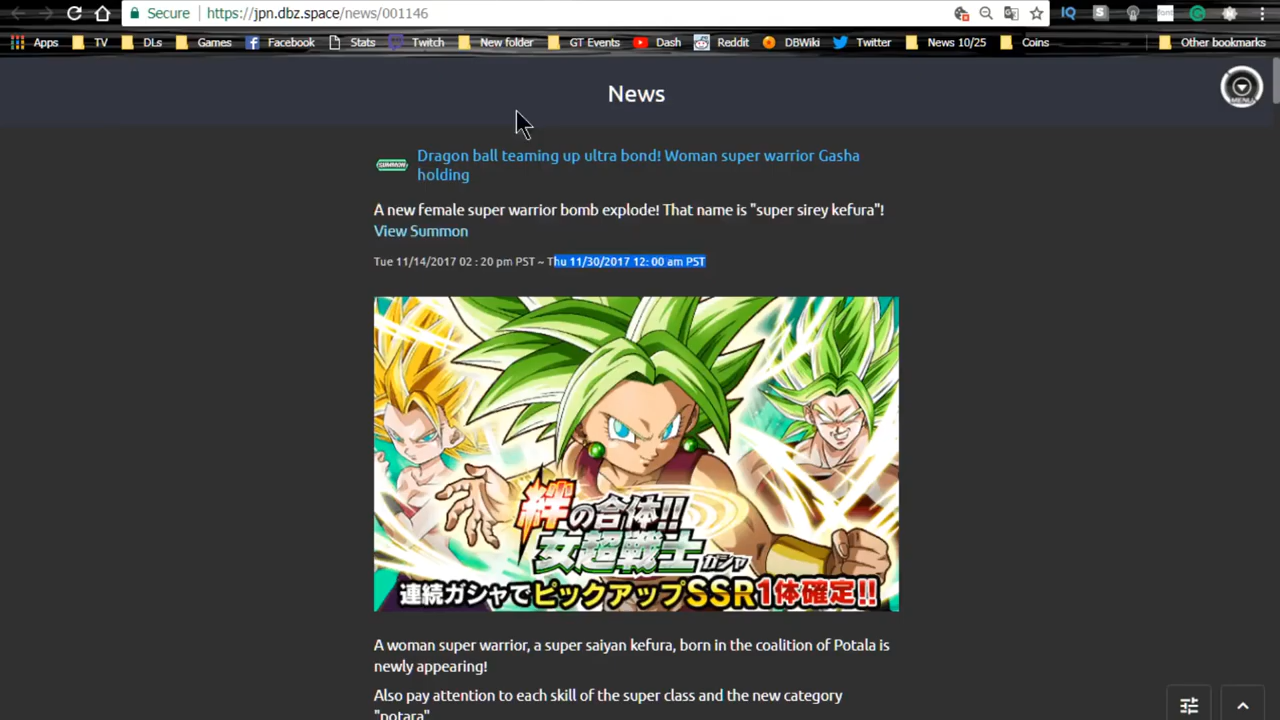 Secure https://jpn.dbz.space/news/001146
Apps TV DLs Games Facebook Stats Twitch New folder GT Events Dash Reddit DBWiki Twitter News 10/25 Coins Other bookmarks
News
MENU
SUMMON
Dragon ball teaming up ultra bond! Woman super warrior Gasha
holding
A new female super warrior bomb explode! That name is "super sirey kefura"!
View Summon
Tue 11/14/2017 02 : 20 pm PST ~ Thu 11/30/2017 12: 00 am PST
絆の合体!!
女超戦士ガシャ
連続ガシャでピックアップSSR1体確定!!
A woman super warrior, a super saiyan kefura, born in the coalition of Potala is
newly appearing!
Also pay attention to each skill of the super class and the new category
"potara"